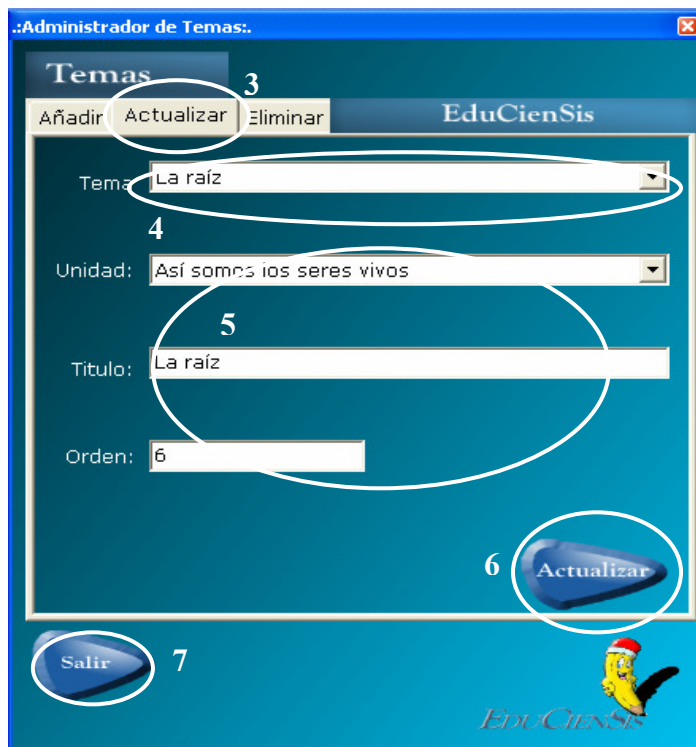 .:Administrador de Temas:.
Temas
3
Añadir Actualizar Eliminar EduCienSis
Tema La raíz
4
Unidad: Así somos los seres vivos
5
Titulo: La raíz
Orden: 6
6 Actualizar
Salir 7
EduCienSis